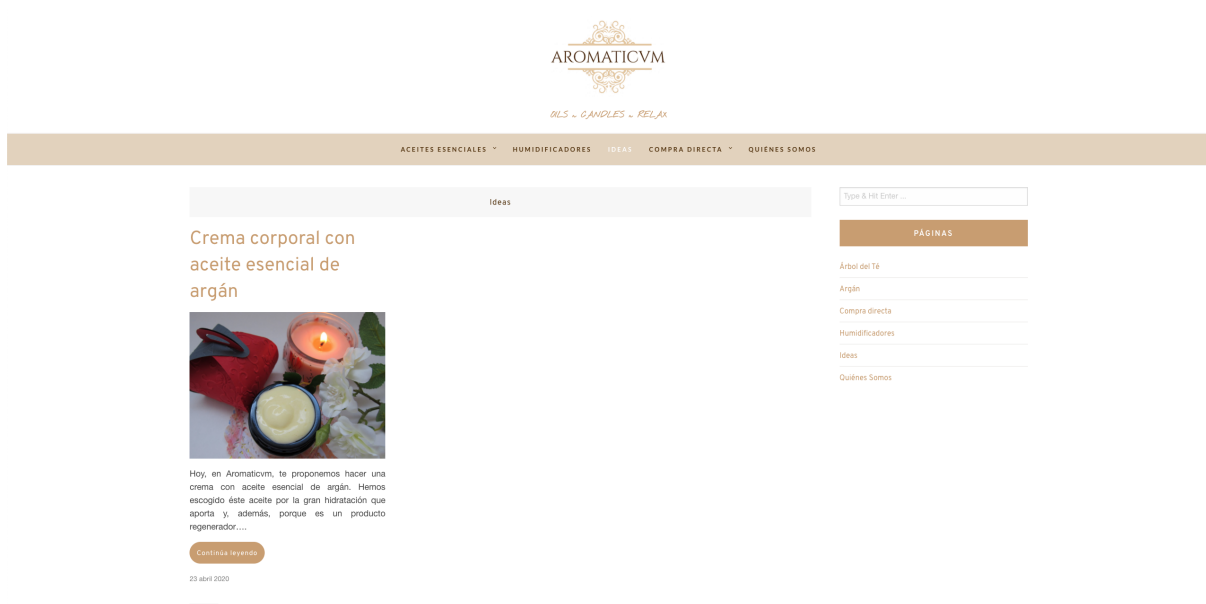 AROMATICVM
OILS & CANDLES & RELAX
ACEITES ESENCIALES HUMIDIFICADORES IDEAS COMPRA DIRECTA QUIÉNES SOMOS
Ideas
Type & Hit Enter ...
Crema corporal con
aceite esencial de
argán
Hoy, en Aromaticvm, te proponemos hacer una
crema con aceite esencial de argán. Hemos
escogido éste aceite por la gran hidratación que
aporta y, además, porque es un producto
regenerador....
Continúa leyendo
23 abril 2020
PÁGINAS
Árbol del Té
Argán
Compra directa
Humidificadores
Ideas
Quiénes Somos